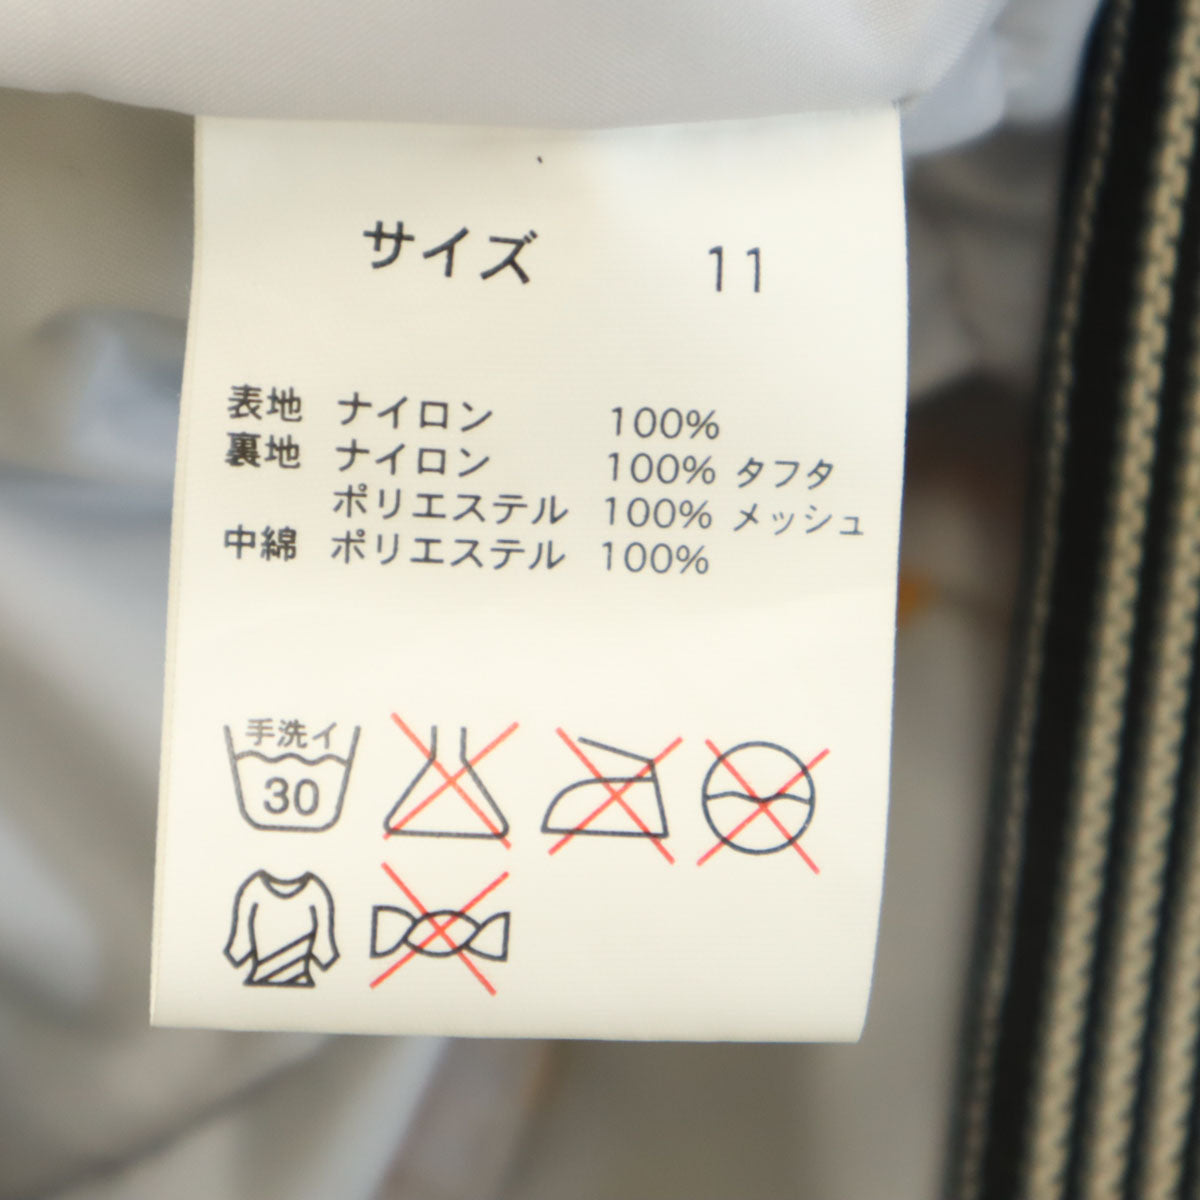 サイズ 11
表地 ナイロン 100%
裏地 ナイロン 100% タフタ
ポリエステル 100% メッシュ
中綿 ポリエステル 100%
手洗イ
30